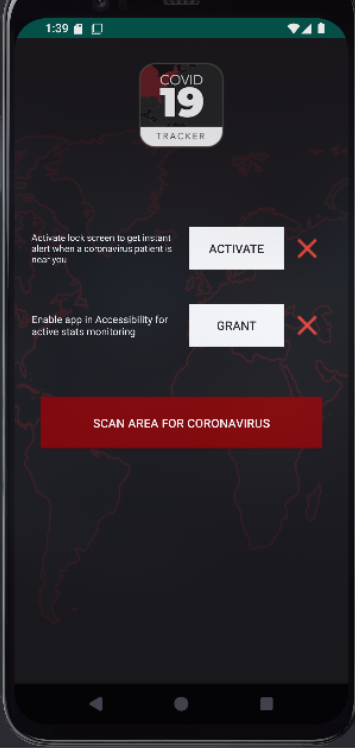 1:39
COVID
19
TRACKER
Activate lock screen to get instant
alert when a coronavirus patient is
near you
ACTIVATE
Enable app in Accessibility for
active stats monitoring
GRANT
SCAN AREA FOR CORONAVIRUS